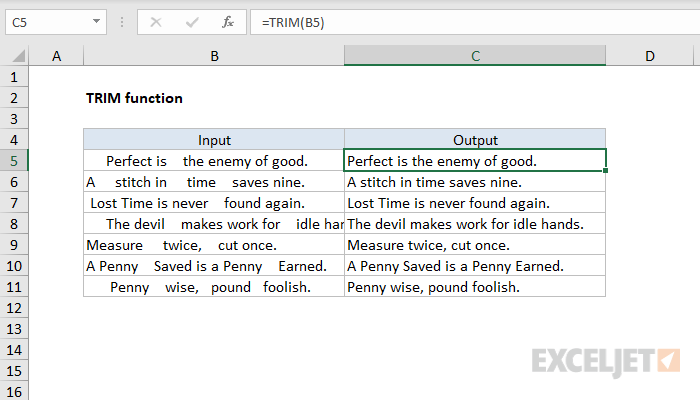 C5 fx =TRIM(B5)
A B C D
1
2 TRIM function
3
4 Input Output
5 Perfect is    the enemy of good. Perfect is the enemy of good.
6 A    stitch in    time    saves nine. A stitch in time saves nine.
7 Lost Time is never    found again. Lost Time is never found again.
8 The devil    makes work for    idle har The devil makes work for idle hands.
9 Measure    twice,   cut once. Measure twice, cut once.
10 A Penny    Saved is a Penny    Earned. A Penny Saved is a Penny Earned.
11 Penny    wise,   pound   foolish. Penny wise, pound foolish.
12
13
14
15
16
EXCELJET